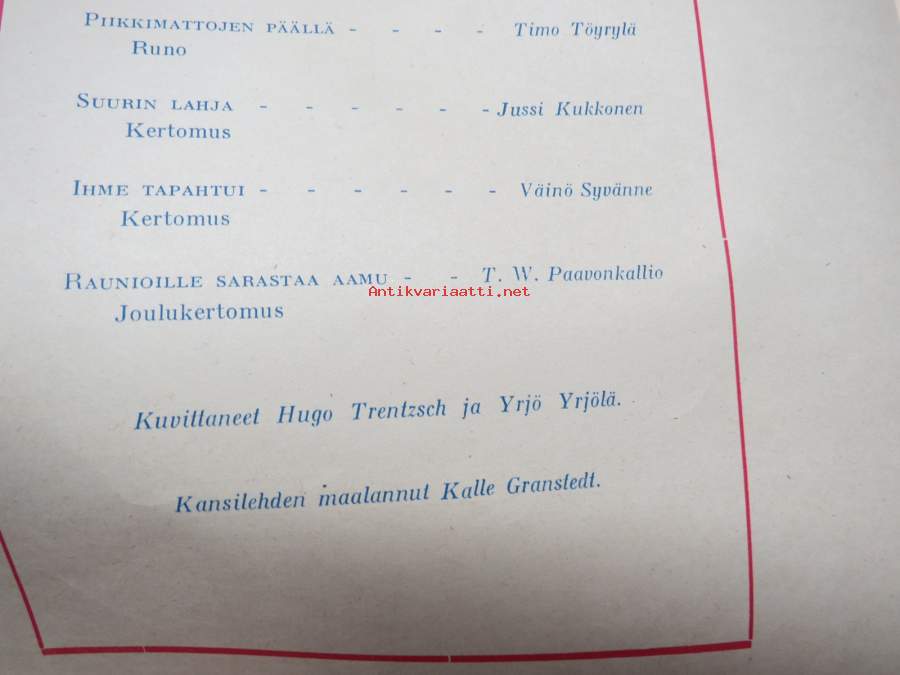 PIIKKIMATTOJEN PÄÄLLÄ - - - - Timo Töyrylä
Runo
SUURIN LAHJA - - - - - - Jussi Kukkonen
Kertomus
IHME TAPAHTUI - - - - - - Väinö Syvänne
Kertomus
RAUNIOILLE SARASTAA AAMU - - T. W. Paavonkallio
Antikvariaatti.net
Joulukertomus
Kuvittaneet Hugo Trentzsch ja Yrjö Yrjölä.
Kansilehden maalannut Kalle Granstedt.